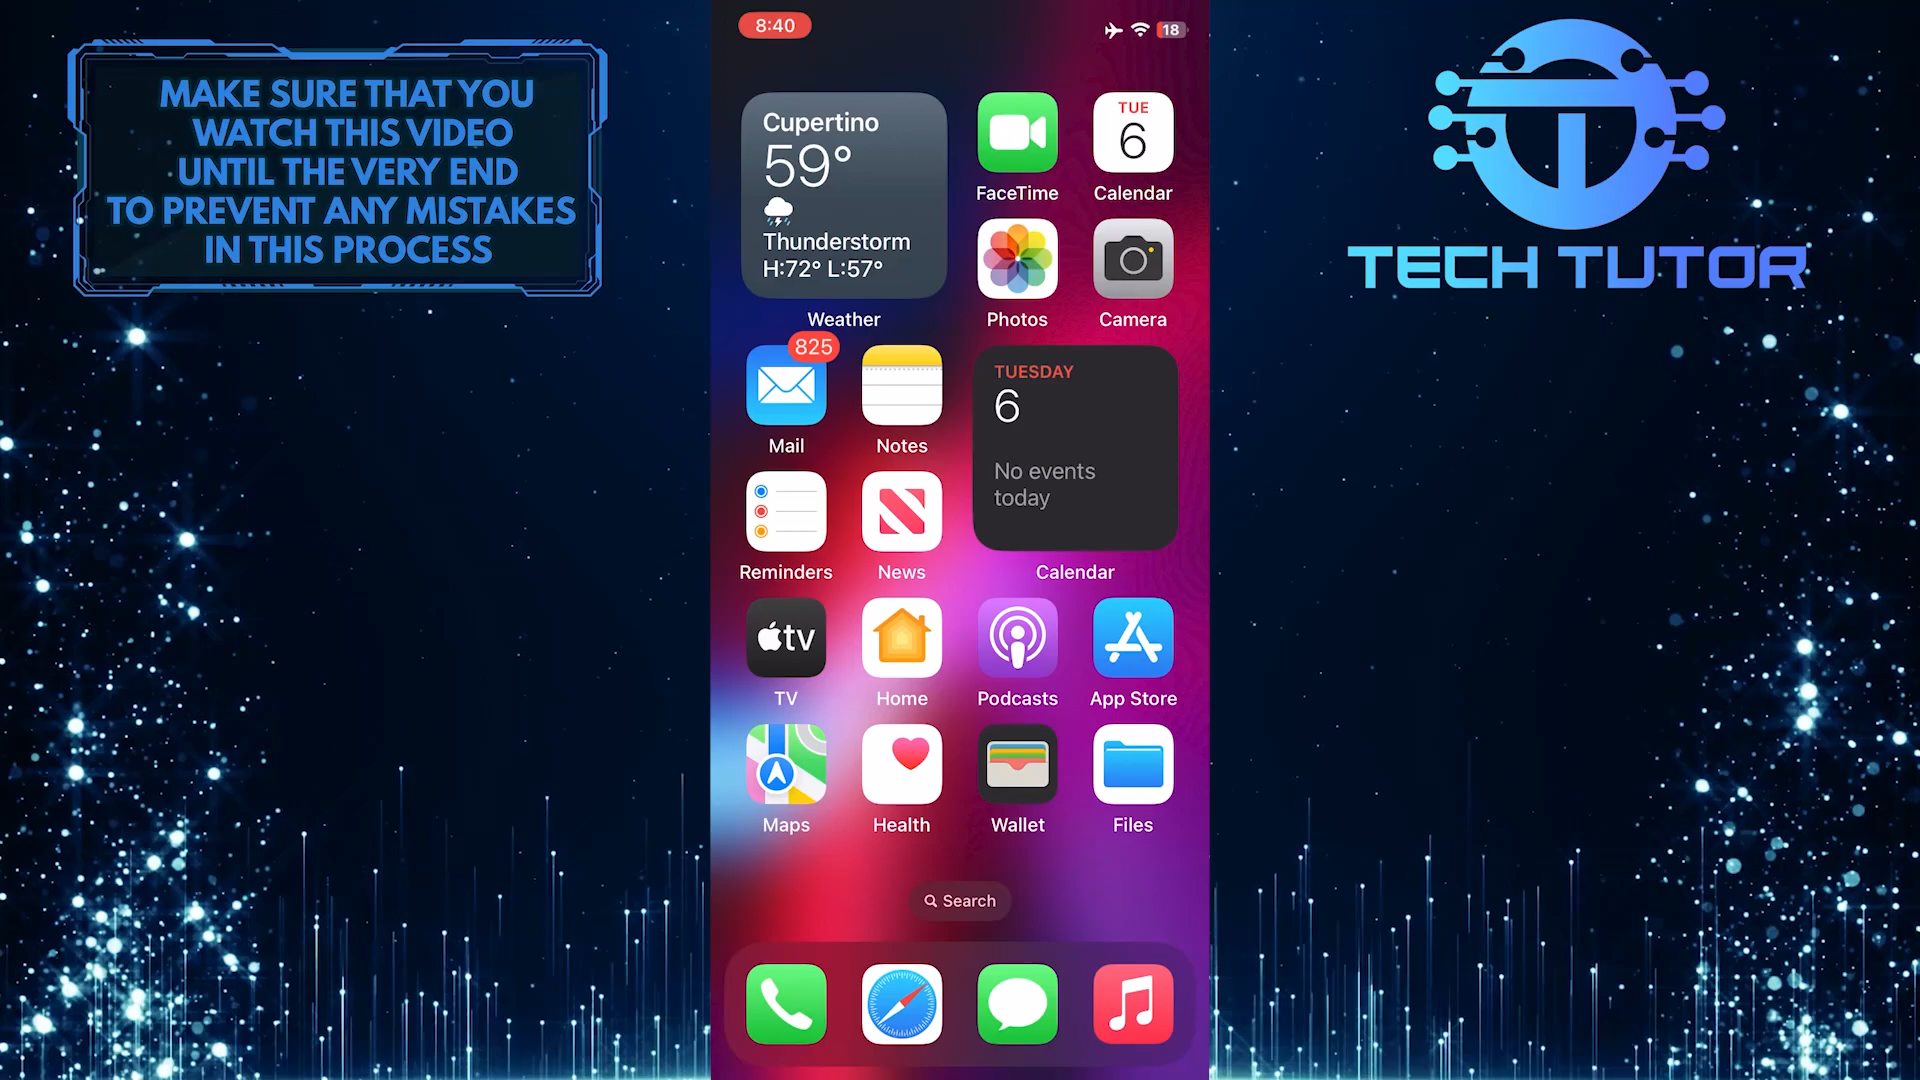 MAKE SURE THAT YOU
WATCH THIS VIDEO
UNTIL THE VERY END
TO PREVENT ANY MISTAKES
IN THIS PROCESS
8:40
18
Cupertino
59°
Thunderstorm
H:72° L:57°
Weather
FaceTime
TUE
6
Calendar
Photos
Camera
825
Mail
Notes
TUESDAY
6
No events
today
Calendar
Reminders
News
tv
TV
Home
Podcasts
App Store
Maps
Health
Wallet
Files
Search
TECH TUTOR